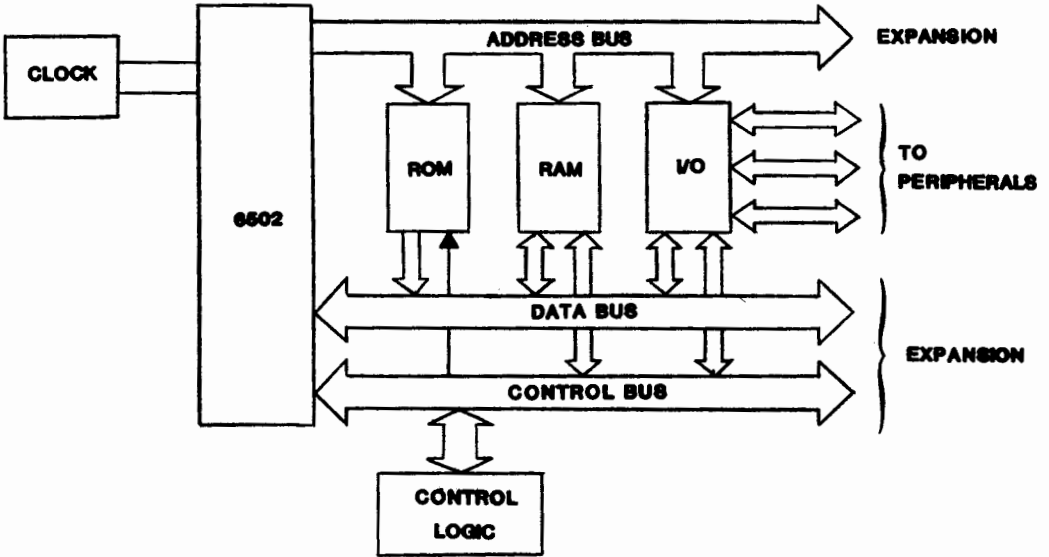 ADDRESS BUS
EXPANSION
CLOCK
ROM
RAM
I/O
TO
PERIPHERALS
6502
DATA BUS
EXPANSION
CONTROL BUS
CONTROL
LOGIC